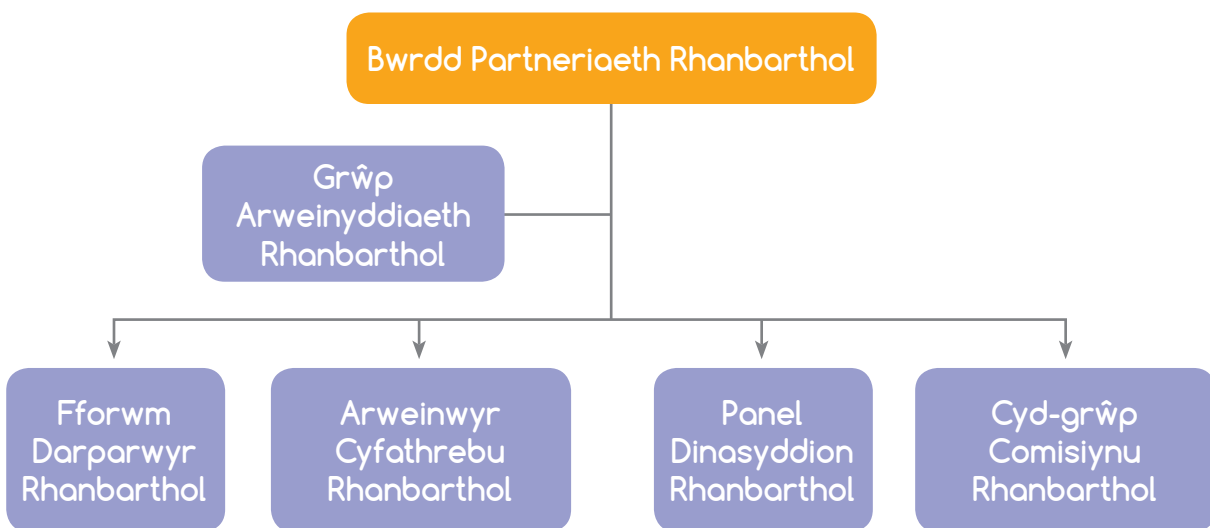 Bwrdd Partneriaeth Rhanbarthol
Grŵp
Arweinyddiaeth
Rhanbarthol
Fforwm
Darparwyr
Rhanbarthol
Arweinwyr
Cyfathrebu
Rhanbarthol
Panel
Dinasyddion
Rhanbarthol
Cyd-grŵp
Comisiynu
Rhanbarthol